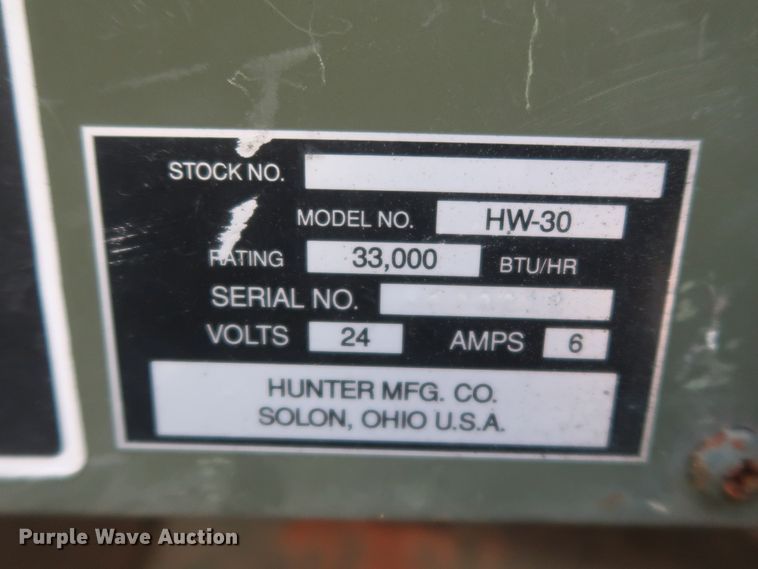 STOCK NO.
MODEL NO. HW-30
RATING 33,000 BTU/HR
SERIAL NO.
VOLTS 24 AMPS 6
HUNTER MFG. CO.
SOLON, OHIO U.S.A.
Purple Wave Auction